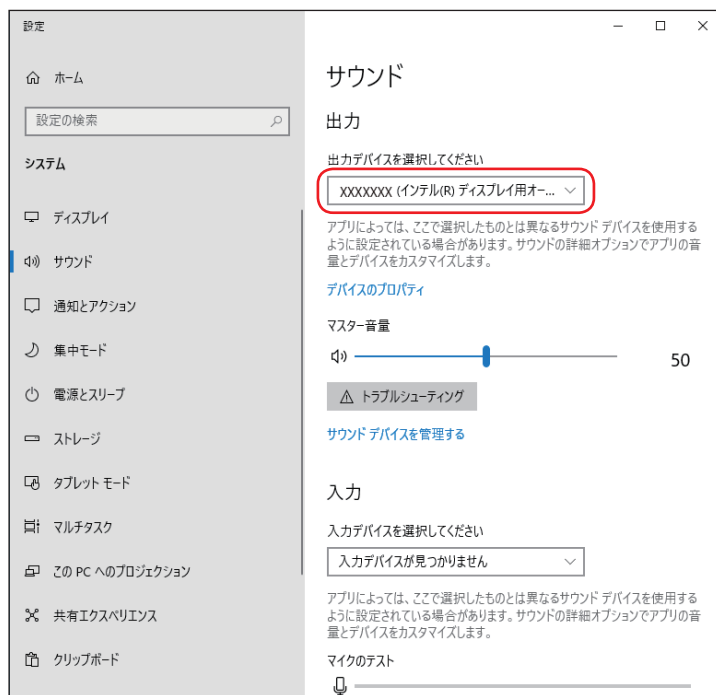 設定
ホーム
設定の検索
システム
ディスプレイ
サウンド
通知とアクション
集中モード
電源とスリープ
ストレージ
タブレット モード
マルチタスク
この PC へのプロジェクション
共有エクスペリエンス
クリップボード
サウンド
出力
出力デバイスを選択してください
XXXXXXX (インテル(R) ディスプレイ用オー...
アプリによっては、ここで選択したものとは異なるサウンド デバイスを使用する
ように設定されている場合があります。サウンドの詳細オプションでアプリの音
量とデバイスをカスタマイズします。
デバイスのプロパティ
マスター音量
50
トラブルシューティング
サウンド デバイスを管理する
入力
入力デバイスを選択してください
入力デバイスが見つかりません
アプリによっては、ここで選択したものとは異なるサウンド デバイスを使用する
ように設定されている場合があります。サウンドの詳細オプションでアプリの音
量とデバイスをカスタマイズします。
マイクのテスト